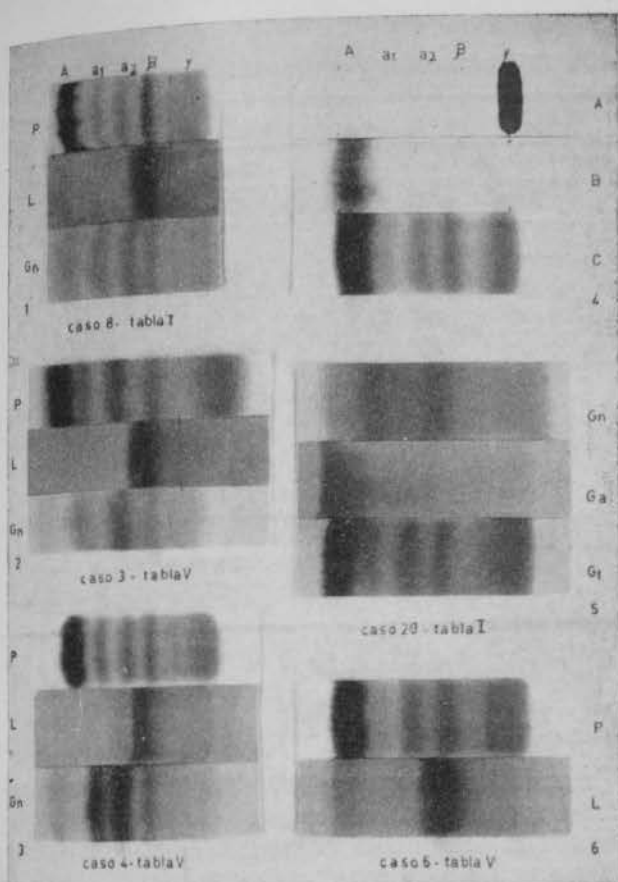 A a1 a2 β γ
P
L
Gn
1
caso 8 - tabla I
A a1 a2 β γ
A
B
C
4
P
L
Gn
2
caso 3 - tabla V
Gn
Ga
Gt
5
caso 20 - tabla I
P
L
Gn
3
caso 4 - tabla V
P
L
6
caso 6 - tabla V